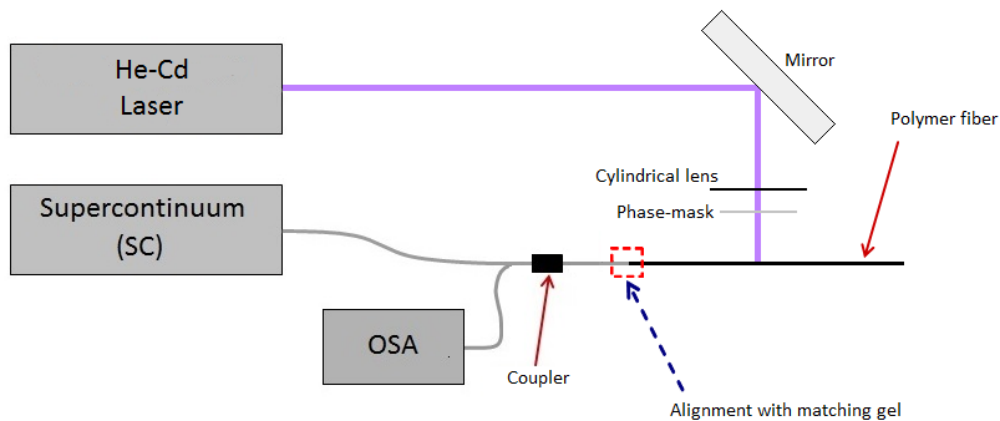 He-Cd
Laser
Mirror
Polymer fiber
Cylindrical lens
Phase-mask
Supercontinuum
(SC)
OSA
Coupler
Alignment with matching gel